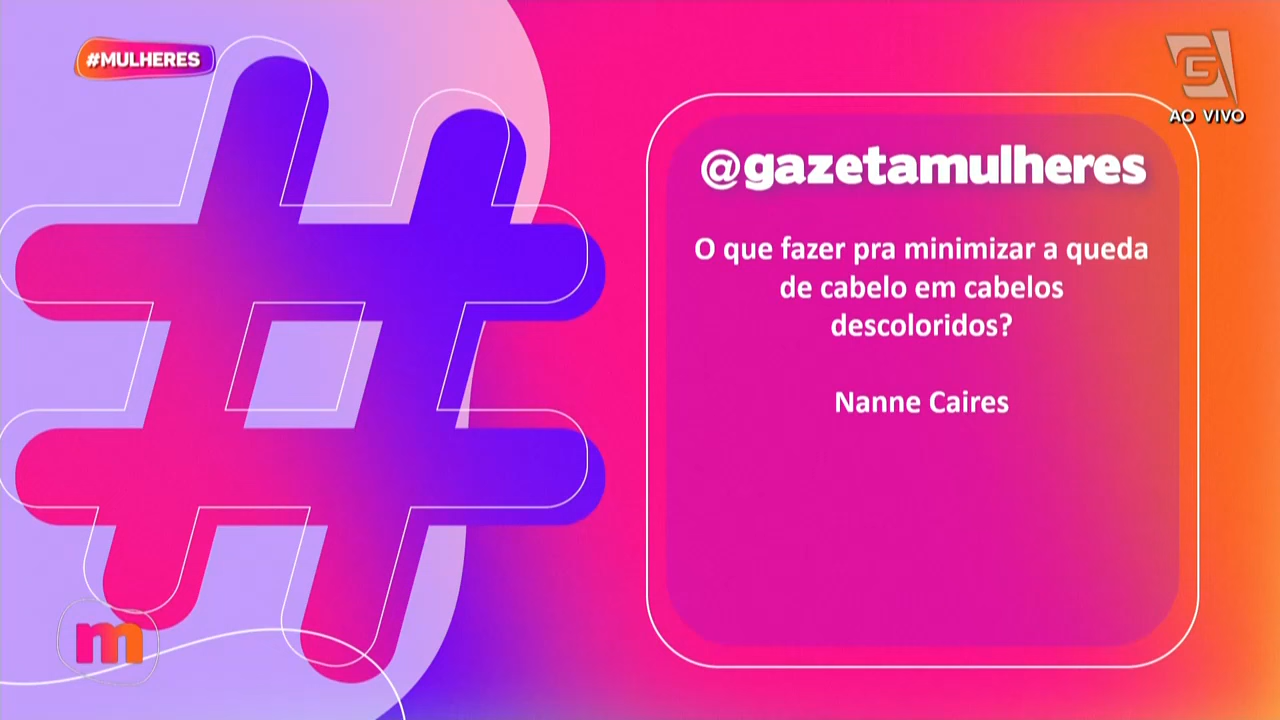 #MULHERES
AO VIVO
@gazetamulheres
O que fazer pra minimizar a queda
de cabelo em cabelos
descoloridos?
Nanne Caires
m